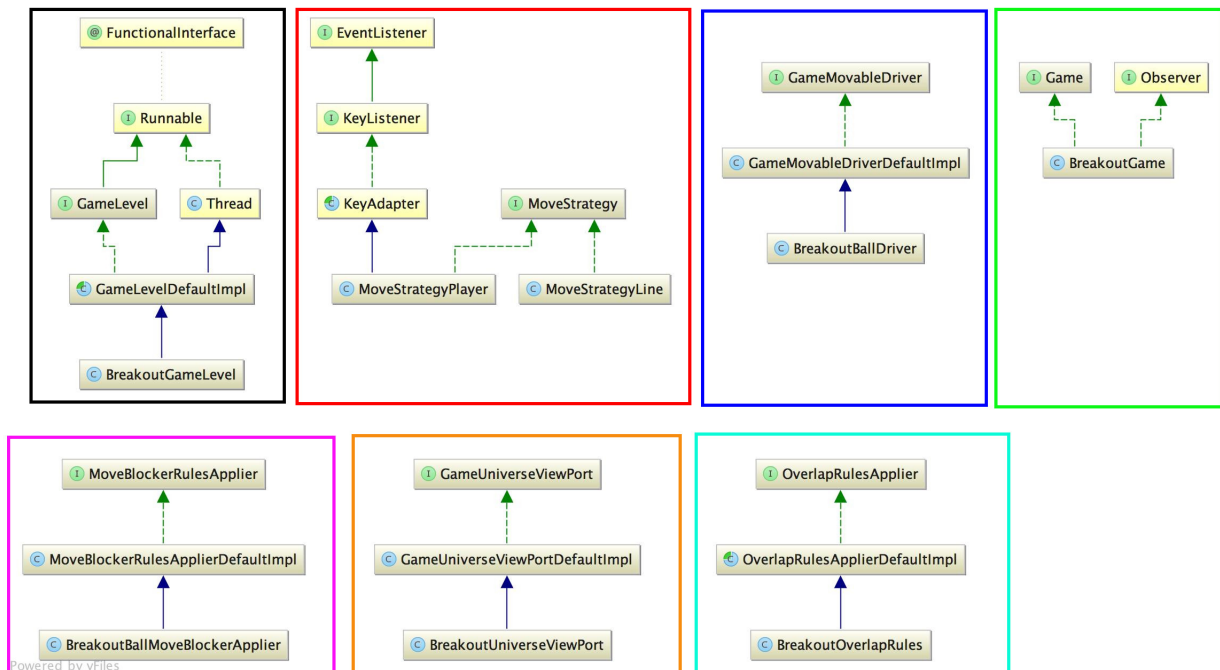 @ FunctionalInterface
I Runnable
I GameLevel
C Thread
C GameLevelDefaultImpl
C BreakoutGameLevel
I EventListener
I KeyListener
C KeyAdapter
I MoveStrategy
C MoveStrategyPlayer
C MoveStrategyLine
I GameMovableDriver
C GameMovableDriverDefaultImpl
C BreakoutBallDriver
I Game
I Observer
C BreakoutGame
I MoveBlockerRulesApplier
C MoveBlockerRulesApplierDefaultImpl
C BreakoutBallMoveBlockerApplier
I GameUniverseViewPort
C GameUniverseViewPortDefaultImpl
C BreakoutUniverseViewPort
I OverlapRulesApplier
C OverlapRulesApplierDefaultImpl
C BreakoutOverlapRules
Powered by yFiles